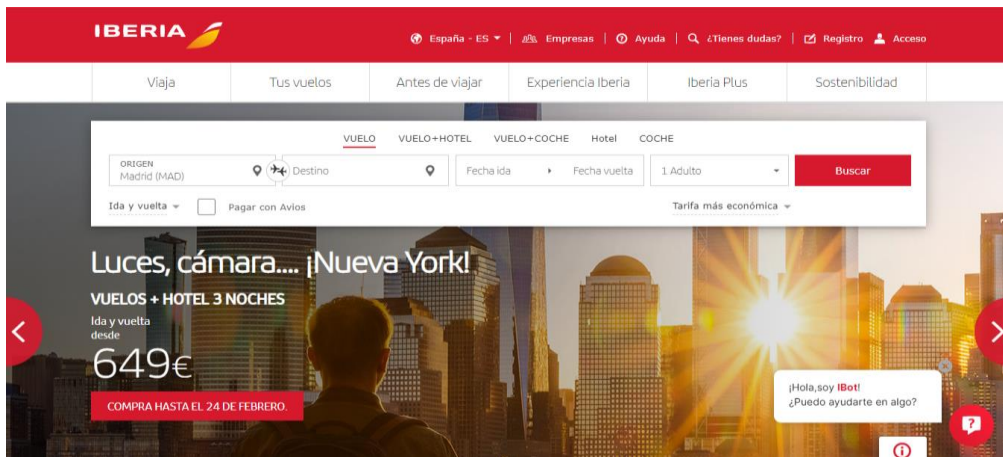 IBERIA
España - ES
Empresas
Ayuda
¿Tienes dudas?
Registro
Acceso
Viaja
Tus vuelos
Antes de viajar
Experiencia Iberia
Iberia Plus
Sostenibilidad
VUELO
VUELO+HOTEL
VUELO+COCHE
Hotel
COCHE
ORIGEN
Madrid (MAD)
Destino
Fecha ida
Fecha vuelta
1 Adulto
Buscar
Ida y vuelta
Pagar con Avios
Tarifa más económica
Luces, cámara.... ¡Nueva York!
VUELOS + HOTEL 3 NOCHES
Ida y vuelta
desde
649€
COMPRA HASTA EL 24 DE FEBRERO.
¡Hola,soy IBot!
¿Puedo ayudarte en algo?